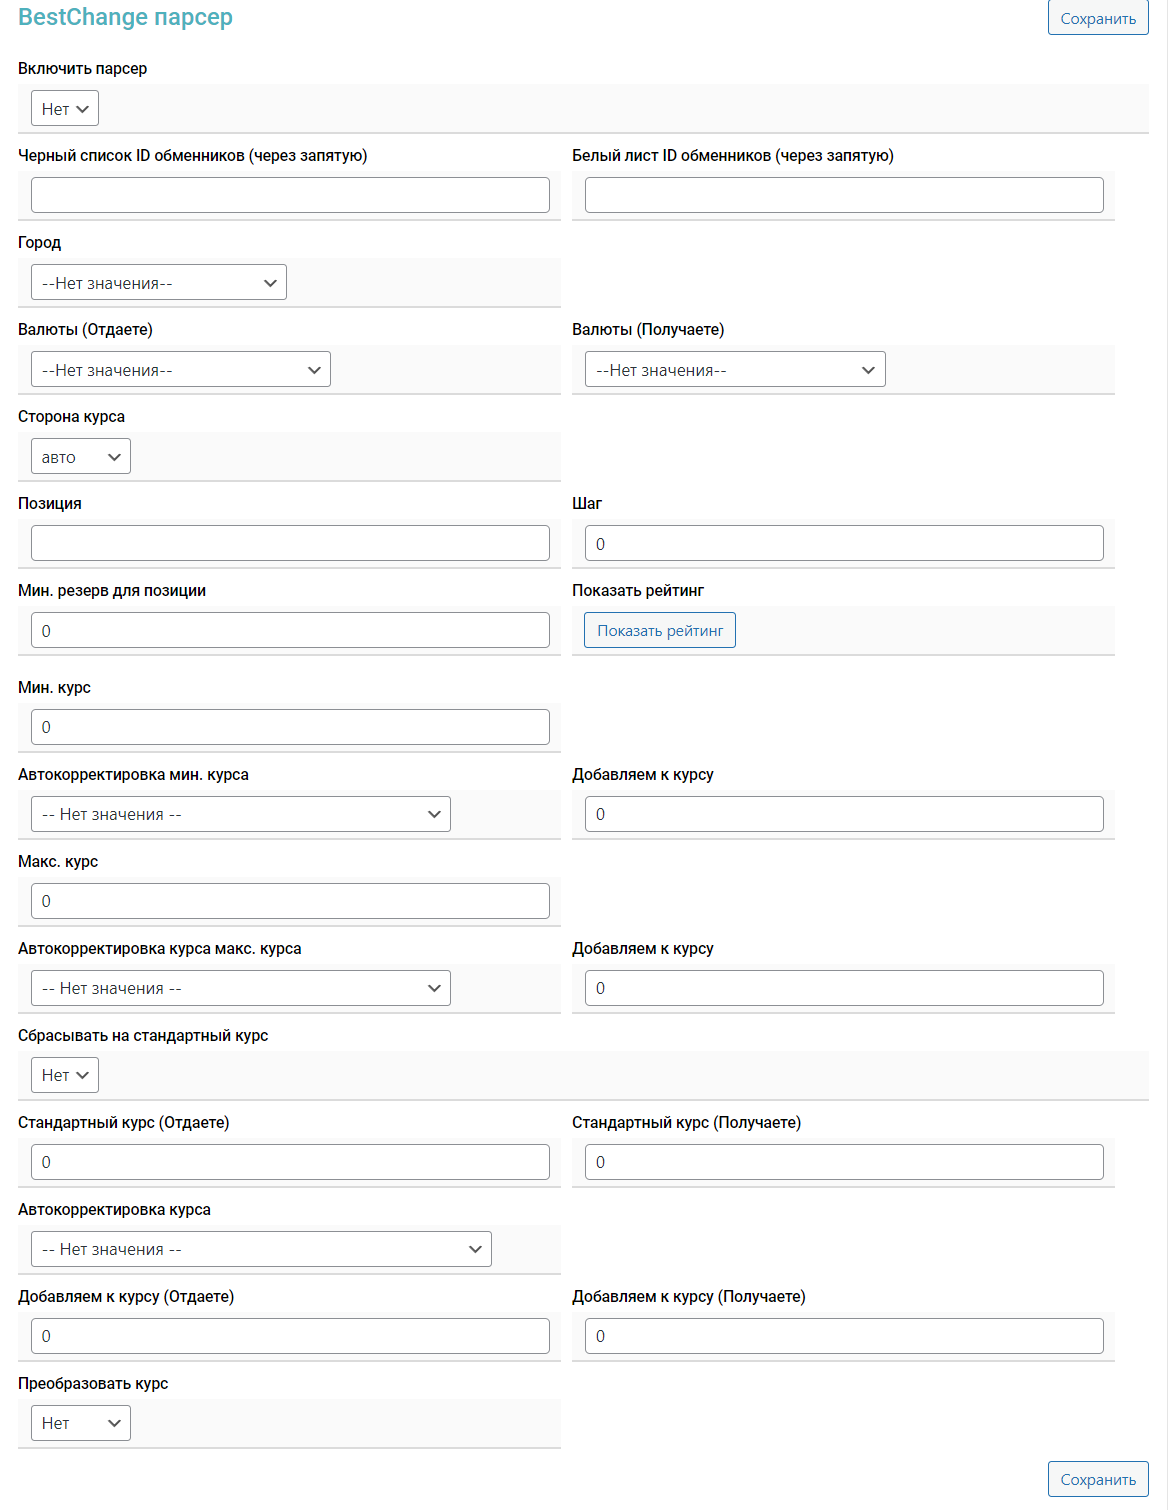 BestChange парсер
Сохранить
Включить парсер
Нет
Черный список ID обменников (через запятую)
Белый лист ID обменников (через запятую)
Город
--Нет значения--
Валюты (Отдаете)
Валюты (Получаете)
--Нет значения--
--Нет значения--
Сторона курса
авто
Позиция
Шаг
0
Мин. резерв для позиции
Показать рейтинг
0
Показать рейтинг
Мин. курс
0
Автокорректировка мин. курса
Добавляем к курсу
-- Нет значения --
0
Макс. курс
0
Автокорректировка курса макс. курса
Добавляем к курсу
-- Нет значения --
0
Сбрасывать на стандартный курс
Нет
Стандартный курс (Отдаете)
Стандартный курс (Получаете)
0
0
Автокорректировка курса
-- Нет значения --
Добавляем к курсу (Отдаете)
Добавляем к курсу (Получаете)
0
0
Преобразовать курс
Нет
Сохранить